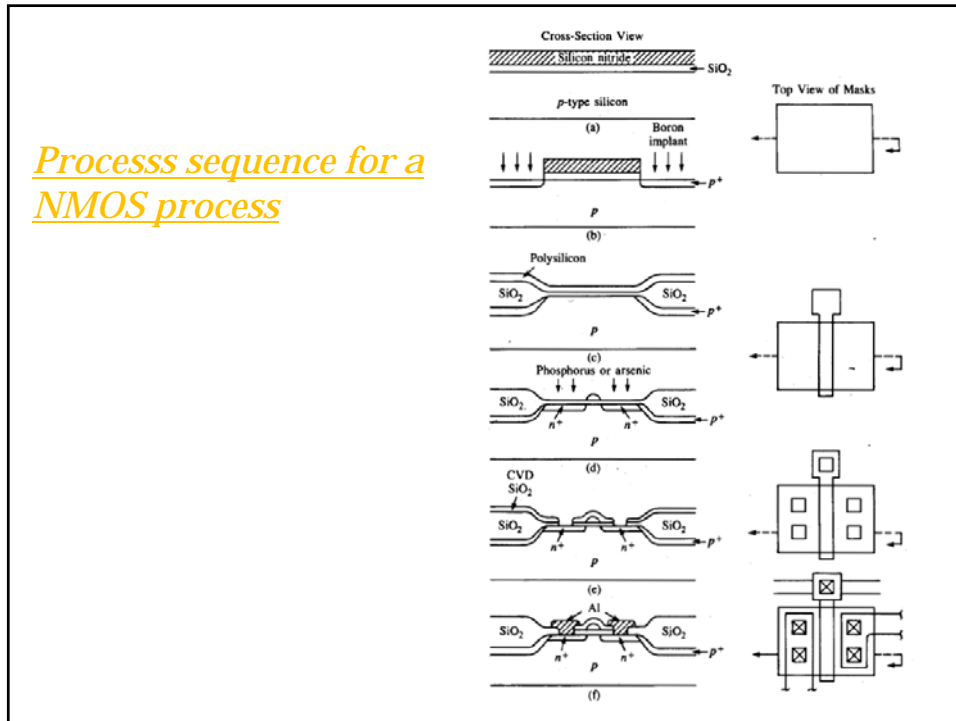 Processs sequence for a
NMOS process
Cross-Section View
Silicon nitride
SiO₂
p-type silicon
(a)
Top View of Masks
Boron
implant
p⁺
p
(b)
Polysilicon
SiO₂
SiO₂
p⁺
p
(c)
Phosphorus or arsenic
SiO₂
SiO₂
n⁺
n⁺
p⁺
p
(d)
CVD
SiO₂
SiO₂
SiO₂
n⁺
n⁺
p⁺
p
(e)
Al
SiO₂
SiO₂
n⁺
n⁺
p⁺
p
(f)